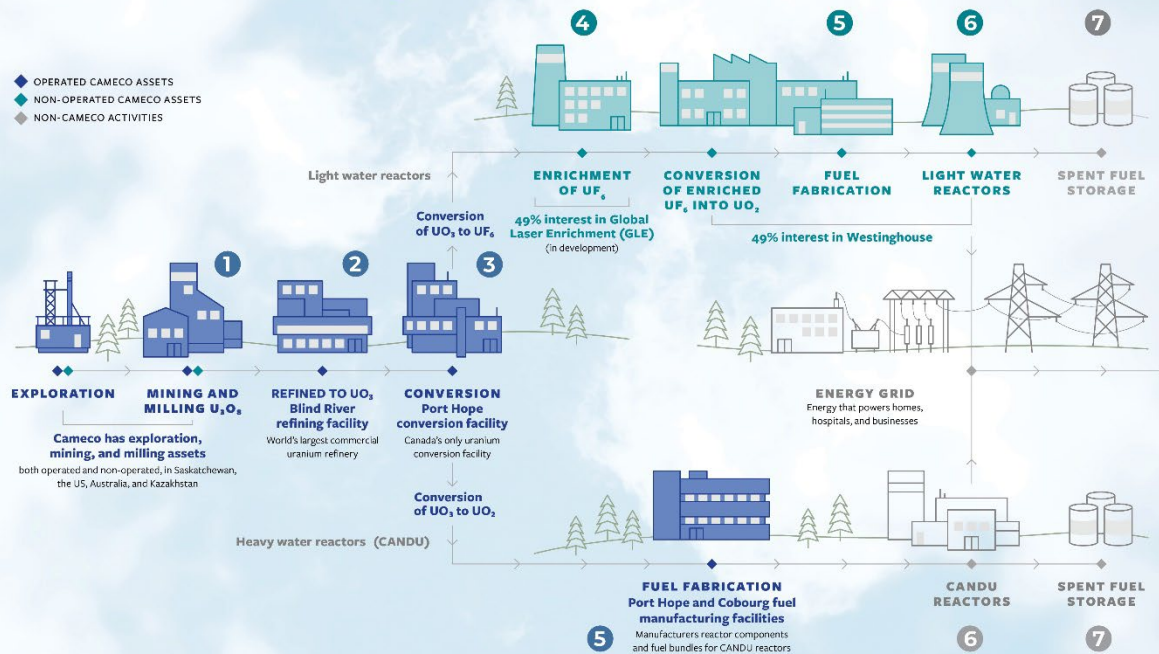 4
5
6
7
OPERATED CAMECO ASSETS
NON-OPERATED CAMECO ASSETS
NON-CAMECO ACTIVITIES
Light water reactors
ENRICHMENT
OF UF₆
CONVERSION
OF ENRICHED
UF₆ INTO UO₂
FUEL
FABRICATION
LIGHT WATER
REACTORS
SPENT FUEL
STORAGE
49% interest in Global
Laser Enrichment (GLE)
(in development)
49% interest in Westinghouse
Conversion
of UO₃ to UF₆
1
2
3
EXPLORATION
MINING AND
MILLING U₃O₈
REFINED TO UO₃
Blind River
refining facility
World's largest commercial
uranium refinery
CONVERSION
Port Hope
conversion facility
Canada's only uranium
conversion facility
ENERGY GRID
Energy that powers homes,
hospitals, and businesses
Cameco has exploration,
mining, and milling assets
both operated and non-operated, in Saskatchewan,
the US, Australia, and Kazakhstan
Conversion
of UO₃ to UO₂
Heavy water reactors (CANDU)
FUEL FABRICATION
Port Hope and Cobourg fuel
manufacturing facilities
Manufacturers reactor components
and fuel bundles for CANDU reactors
5
CANDU
REACTORS
6
SPENT FUEL
STORAGE
7